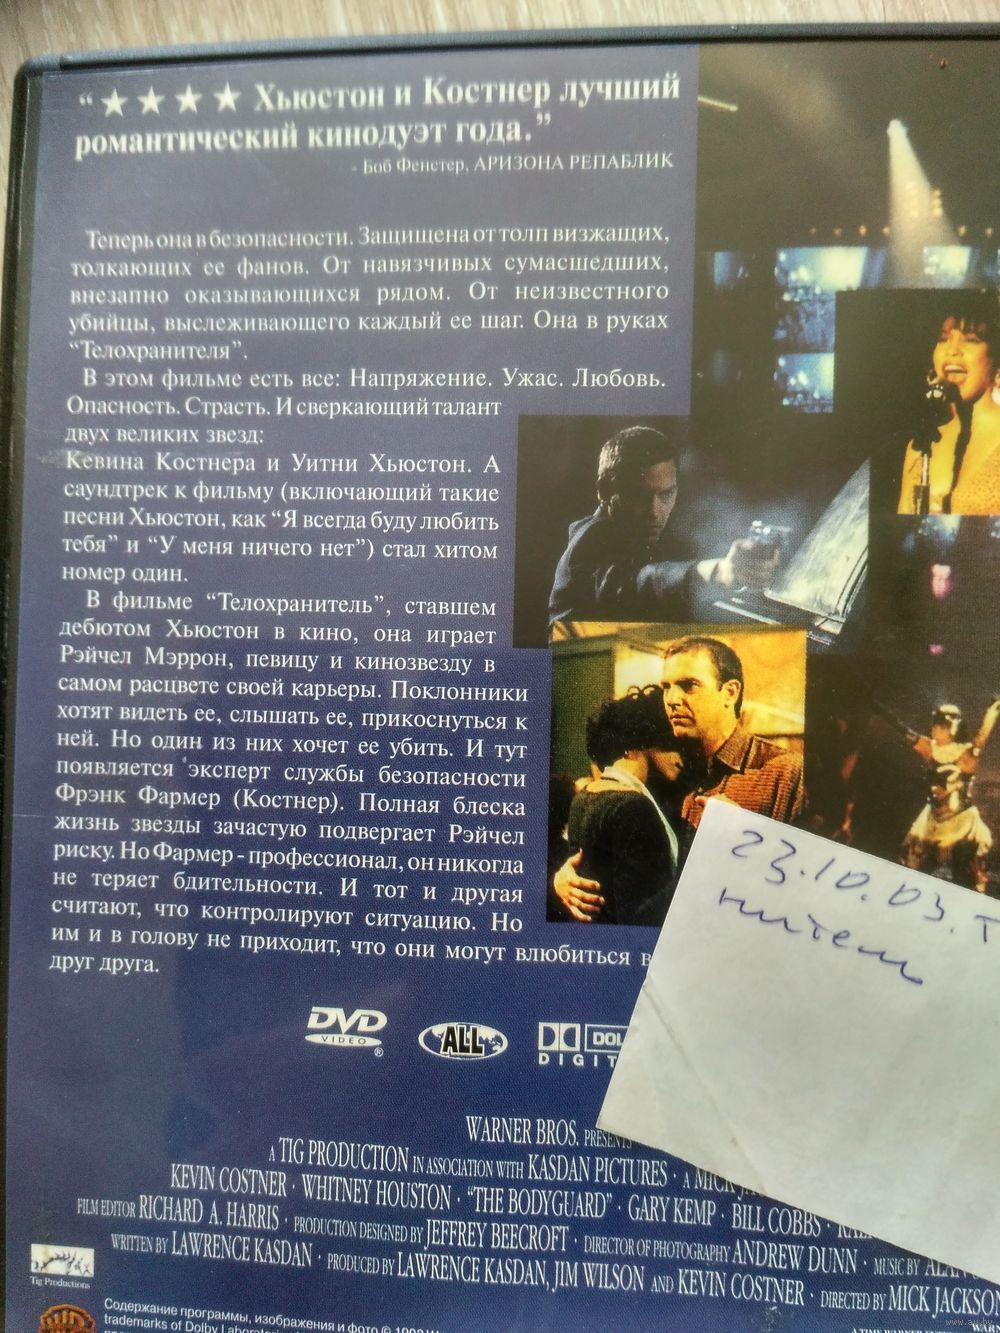 “★★★★ Хьюстон и Костнер лучший
романтический кинодуэт года.”
- Боб Фенстер, АРИЗОНА РЕПАБЛИК
Теперь она в безопасности. Защищена от толп визжащих,
толкающих ее фанов. От навязчивых сумасшедших,
внезапно оказывающихся рядом. От неизвестного
убийцы, выслеживающего каждый ее шаг. Она в руках
“Телохранителя”.
В этом фильме есть все: Напряжение. Ужас. Любовь.
Опасность. Страсть. И сверкающий талант
двух великих звезд:
Кевина Костнера и Уитни Хьюстон. А
саундтрек к фильму (включающий такие
песни Хьюстон, как “Я всегда буду любить
тебя” и “У меня ничего нет”) стал хитом
номер один.
В фильме “Телохранитель”, ставшем
дебютом Хьюстон в кино, она играет
Рэйчел Мэррон, певицу и кинозвезду в
самом расцвете своей карьеры. Поклонники
хотят видеть ее, слышать ее, прикоснуться к
ней. Но один из них хочет ее убить. И тут
появляется эксперт службы безопасности
Фрэнк Фармер (Костнер). Полная блеска
жизнь звезды зачастую подвергает Рэйчел
риску. Но Фармер - профессионал, он никогда
не теряет бдительности. И тот и другая
считают, что контролируют ситуацию. Но
им и в голову не приходит, что они могут влюбиться в
друг друга.
23.10.03. Т
нители
DVD
VIDEO
®
ALL
DOL
DIGIT
WARNER BROS. PRESENTS
A TIG PRODUCTION IN ASSOCIATION WITH KASDAN PICTURES · A MICK JA
KEVIN COSTNER · WHITNEY HOUSTON · “THE BODYGUARD” · GARY KEMP · BILL COBBS ·
FILM EDITOR RICHARD A. HARRIS · PRODUCTION DESIGNED BY JEFFREY BEECROFT · DIRECTOR OF PHOTOGRAPHY ANDREW DUNN · MUSIC BY ALAN
WRITTEN BY LAWRENCE KASDAN · PRODUCED BY LAWRENCE KASDAN, JIM WILSON AND KEVIN COSTNER · DIRECTED BY MICK JACKSON
Tig Productions
Содержание программы, изображения и фото ©
trademarks of Dolby